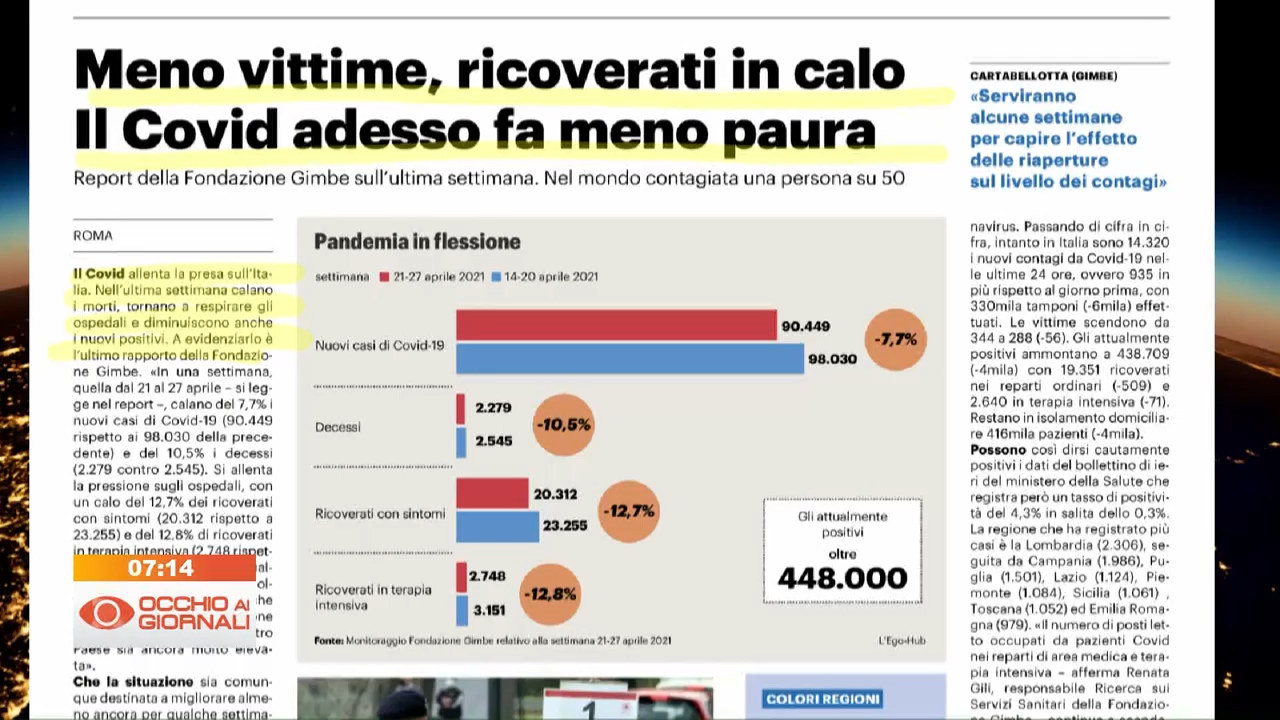 Meno vittime, ricoverati in calo
Il Covid adesso fa meno paura
Report della Fondazione Gimbe sull'ultima settimana. Nel mondo contagiata una persona su 50
CARTABELLOTTA (GIMBE)
«Serviranno
alcune settimane
per capire l'effetto
delle riaperture
sul livello dei contagi»
ROMA
Il Covid allenta la presa sull'Ita-
lia. Nell'ultima settimana calano
i morti, tornano a respirare gli
ospedali e diminuiscono anche
i nuovi positivi. A evidenziarlo è
l'ultimo rapporto della Fondazio-
ne Gimbe. «In una settimana,
quella dal 21 al 27 aprile – si leg-
ge nel report –, calano del 7,7% i
nuovi casi di Covid-19 (90.449
rispetto ai 98.030 della prece-
dente) e del 10,5% i decessi
(2.279 contro 2.545). Si allenta
la pressione sugli ospedali, con
un calo del 12,7% dei ricoverati
con sintomi (20.312 rispetto a
23.255) e del 12,8% di ricoverati
in terapia intensiva (2.748 rispet-
07:14
OCCHIO AI
GIORNALI
Paese sia ancora molto eleva-
ta».
Che la situazione sia comun-
que destinata a migliorare alme-
no ancora per qualche settima-
Pandemia in flessione
settimana 21-27 aprile 2021 14-20 aprile 2021
Nuovi casi di Covid-19
90.449
98.030
-7,7%
Decessi
2.279
2.545
-10,5%
Ricoverati con sintomi
20.312
23.255
-12,7%
Ricoverati in terapia
intensiva
2.748
3.151
-12,8%
Gli attualmente
positivi
oltre
448.000
Fonte: Monitoraggio Fondazione Gimbe relativo alla settimana 21-27 aprile 2021
L'Ego-Hub
1
COLORI REGIONI
navirus. Passando di cifra in ci-
fra, intanto in Italia sono 14.320
i nuovi contagi da Covid 19 nel-
le ultime 24 ore, ovvero 935 in
più rispetto al giorno prima, con
330mila tamponi (-6mila) effet-
tuati. Le vittime scendono da
344 a 288 (-56). Gli attualmente
positivi ammontano a 438.709
(-4mila) con 19.351 ricoverati
nei reparti ordinari (-509) e
2.640 in terapia intensiva (-71).
Restano in isolamento domicilia-
re 416mila pazienti (-4mila).
Possono così dirsi cautamente
positivi i dati del bollettino di ie-
ri del ministero della Salute che
registra però un tasso di positivi-
tà del 4,3% in salita dello 0,3%.
La regione che ha registrato più
casi è la Lombardia (2.306), se-
guita da Campania (1.986), Pu-
glia (1.501), Lazio (1.124), Pie-
monte (1.084), Sicilia (1.061) ,
Toscana (1.052) ed Emilia Roma-
gna (979). «Il numero di posti let-
to occupati da pazienti Covid
nei reparti di area medica e tera-
pia intensiva – afferma Renata
Gili, responsabile Ricerca sui
Servizi Sanitari della Fondazio-